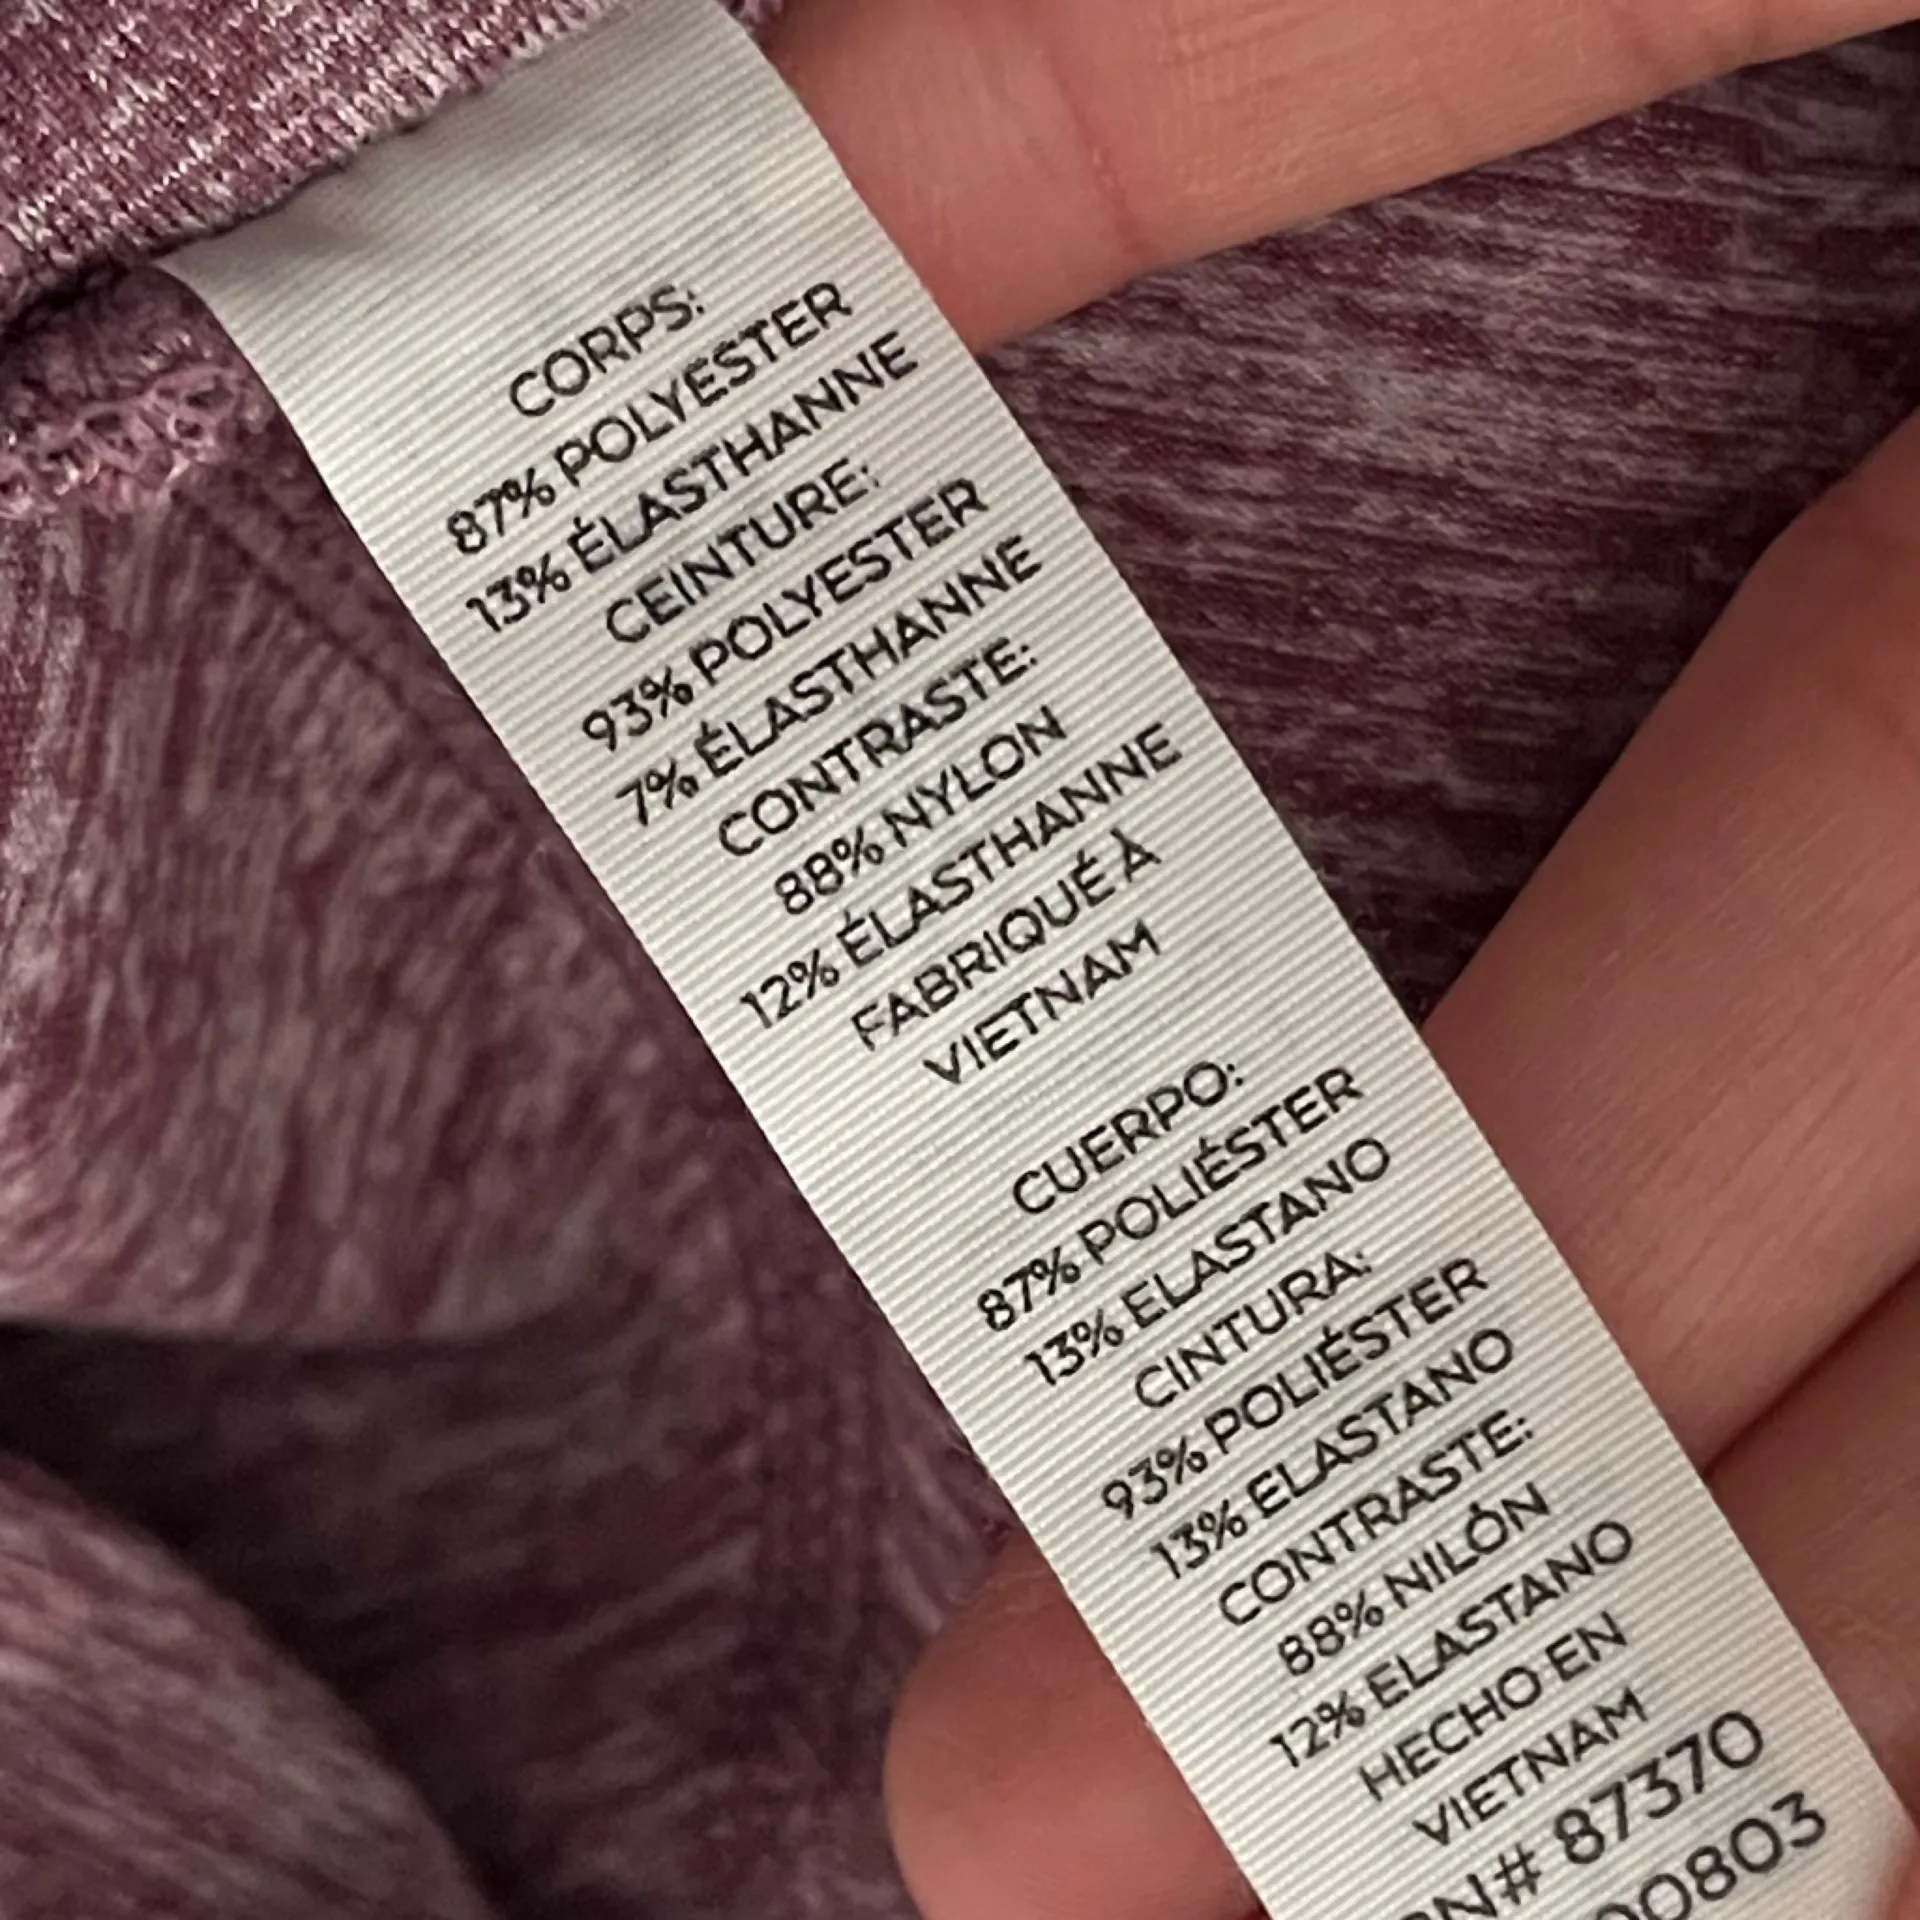 CORPS:
87% POLYESTER
13% ÉLASTHANNE
CEINTURE:
93% POLYESTER
7% ÉLASTHANNE
CONTRASTE:
88% NYLON
12% ÉLASTHANNE
FABRIQUÉ À
VIETNAM
CUERPO:
87% POLIÉSTER
13% ELASTANO
CINTURA:
93% POLIÉSTER
13% ELASTANO
CONTRASTE:
88% NILÓN
12% ELASTANO
HECHO EN
VIETNAM
87370